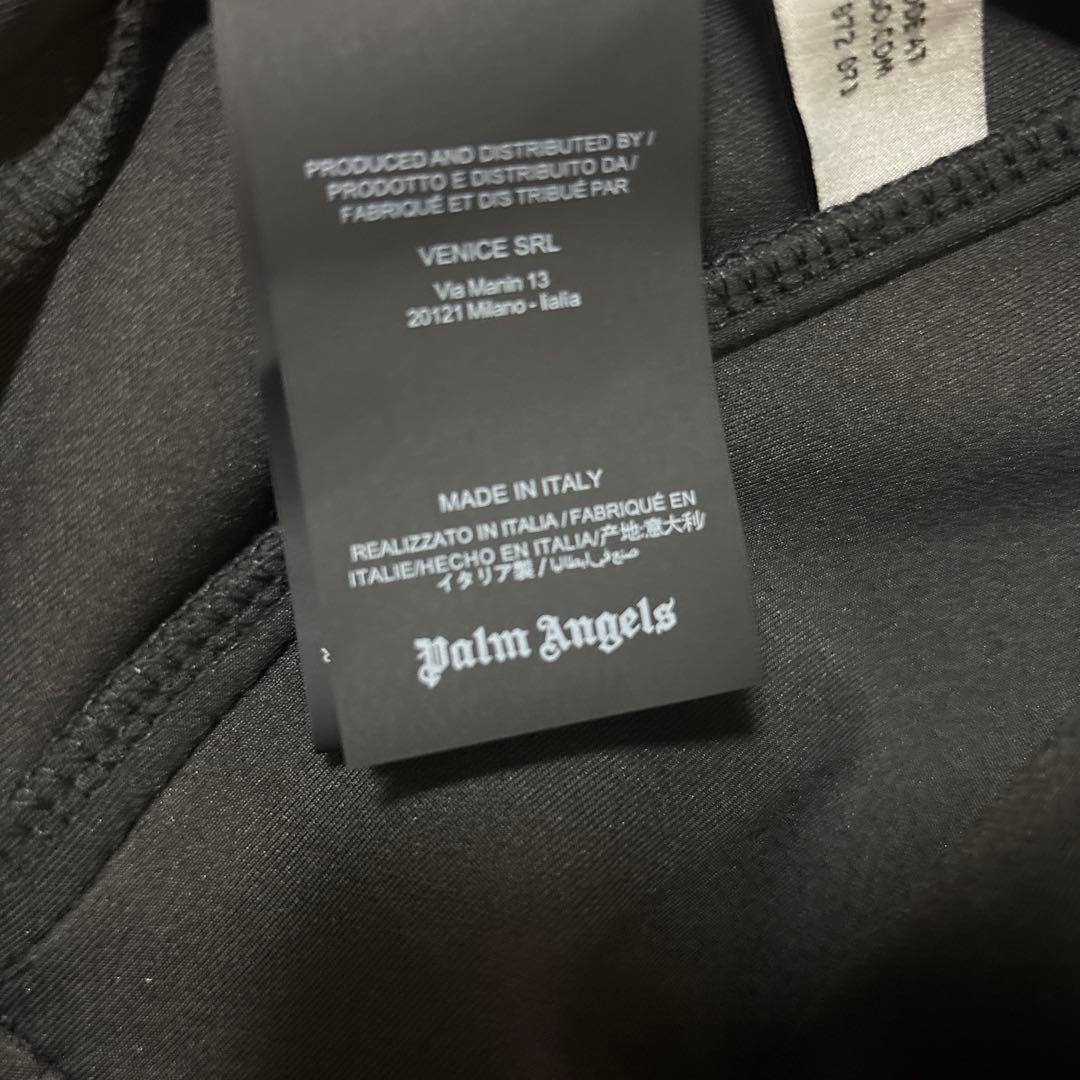 PRODUCED AND DISTRIBUTED BY /
PRODOTTO E DISTRIBUITO DA/
FABRIQUÉ ET DISTRIBUÉ PAR
VENICE SRL
Via Manin 13
20121 Milano - Italia
MADE IN ITALY
REALIZZATO IN ITALIA / FABRIQUÉ EN
ITALIE/HECHO EN ITALIA/产地:意大利/
イタリア製 / صنع في إيطاليا
Palm Angels